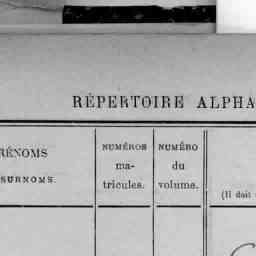 RÉPERTOIRE ALPHA
RÉNOMS
SURNOMS.
NUMÉROS
ma-
tricules.
NUMÉRO
du
volume.
(Il doit